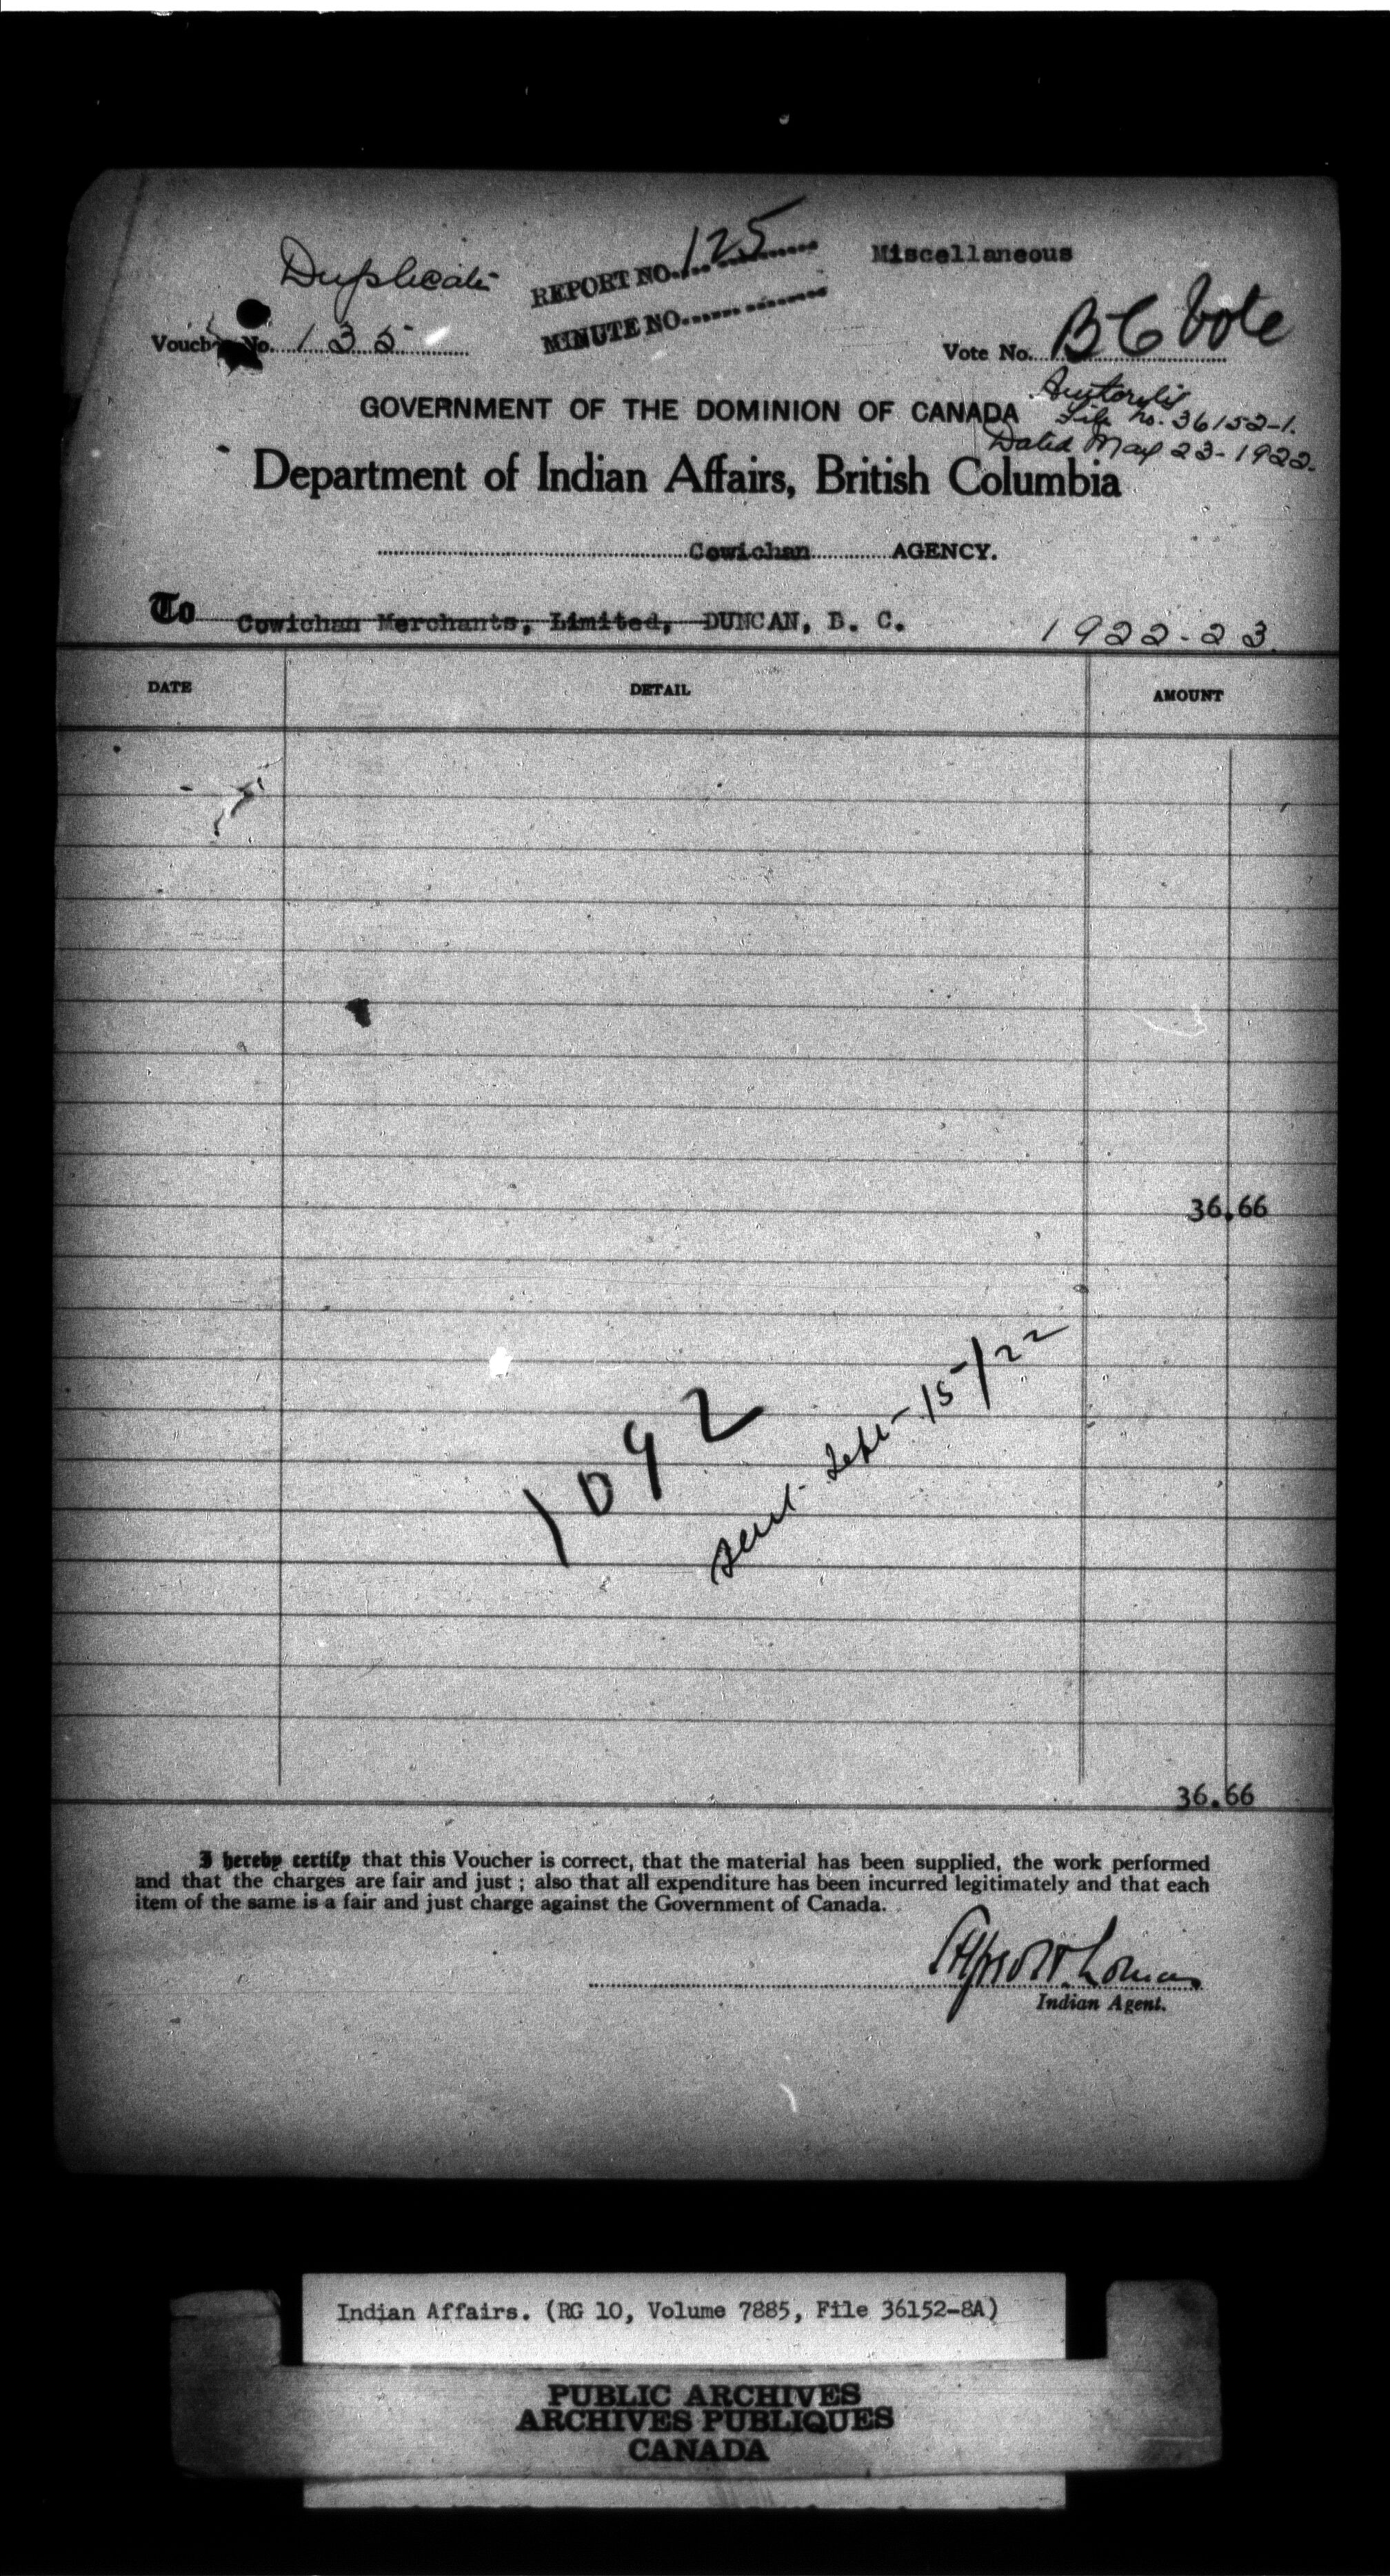 Duplicate
REPORT NO. 125
Miscellaneous
MINUTE NO.
Voucher No. 135
Vote No. B C Vote
GOVERNMENT OF THE DOMINION OF CANADA
File no. 36152-1.
Dated May 23-1922.
Department of Indian Affairs, British Columbia
Cowichan AGENCY.
To Cowichan Merchants, Limited, DUNCAN, B. C.
1922-23.
DATE DETAIL AMOUNT
36.66
1092
sent Sept-15/22
36.66
I hereby certify that this Voucher is correct, that the material has been supplied, the work performed
and that the charges are fair and just ; also that all expenditure has been incurred legitimately and that each
item of the same is a fair and just charge against the Government of Canada.
Indian Agent.
Indian Affairs. (RG 10, Volume 7885, File 36152-8A)
PUBLIC ARCHIVES
ARCHIVES PUBLIQUES
CANADA